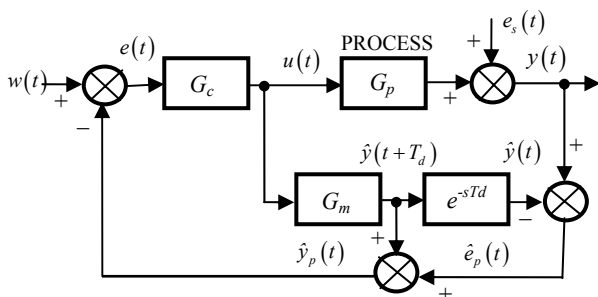 e_s(t)
PROCESS
e(t)
u(t)
+
y(t)
w(t)
G_c
G_p
+
+
−
ŷ(t+T_d)
ŷ(t)
+
G_m
e^{-sTd}
−
ŷ_p(t)
+
ê_p(t)
+